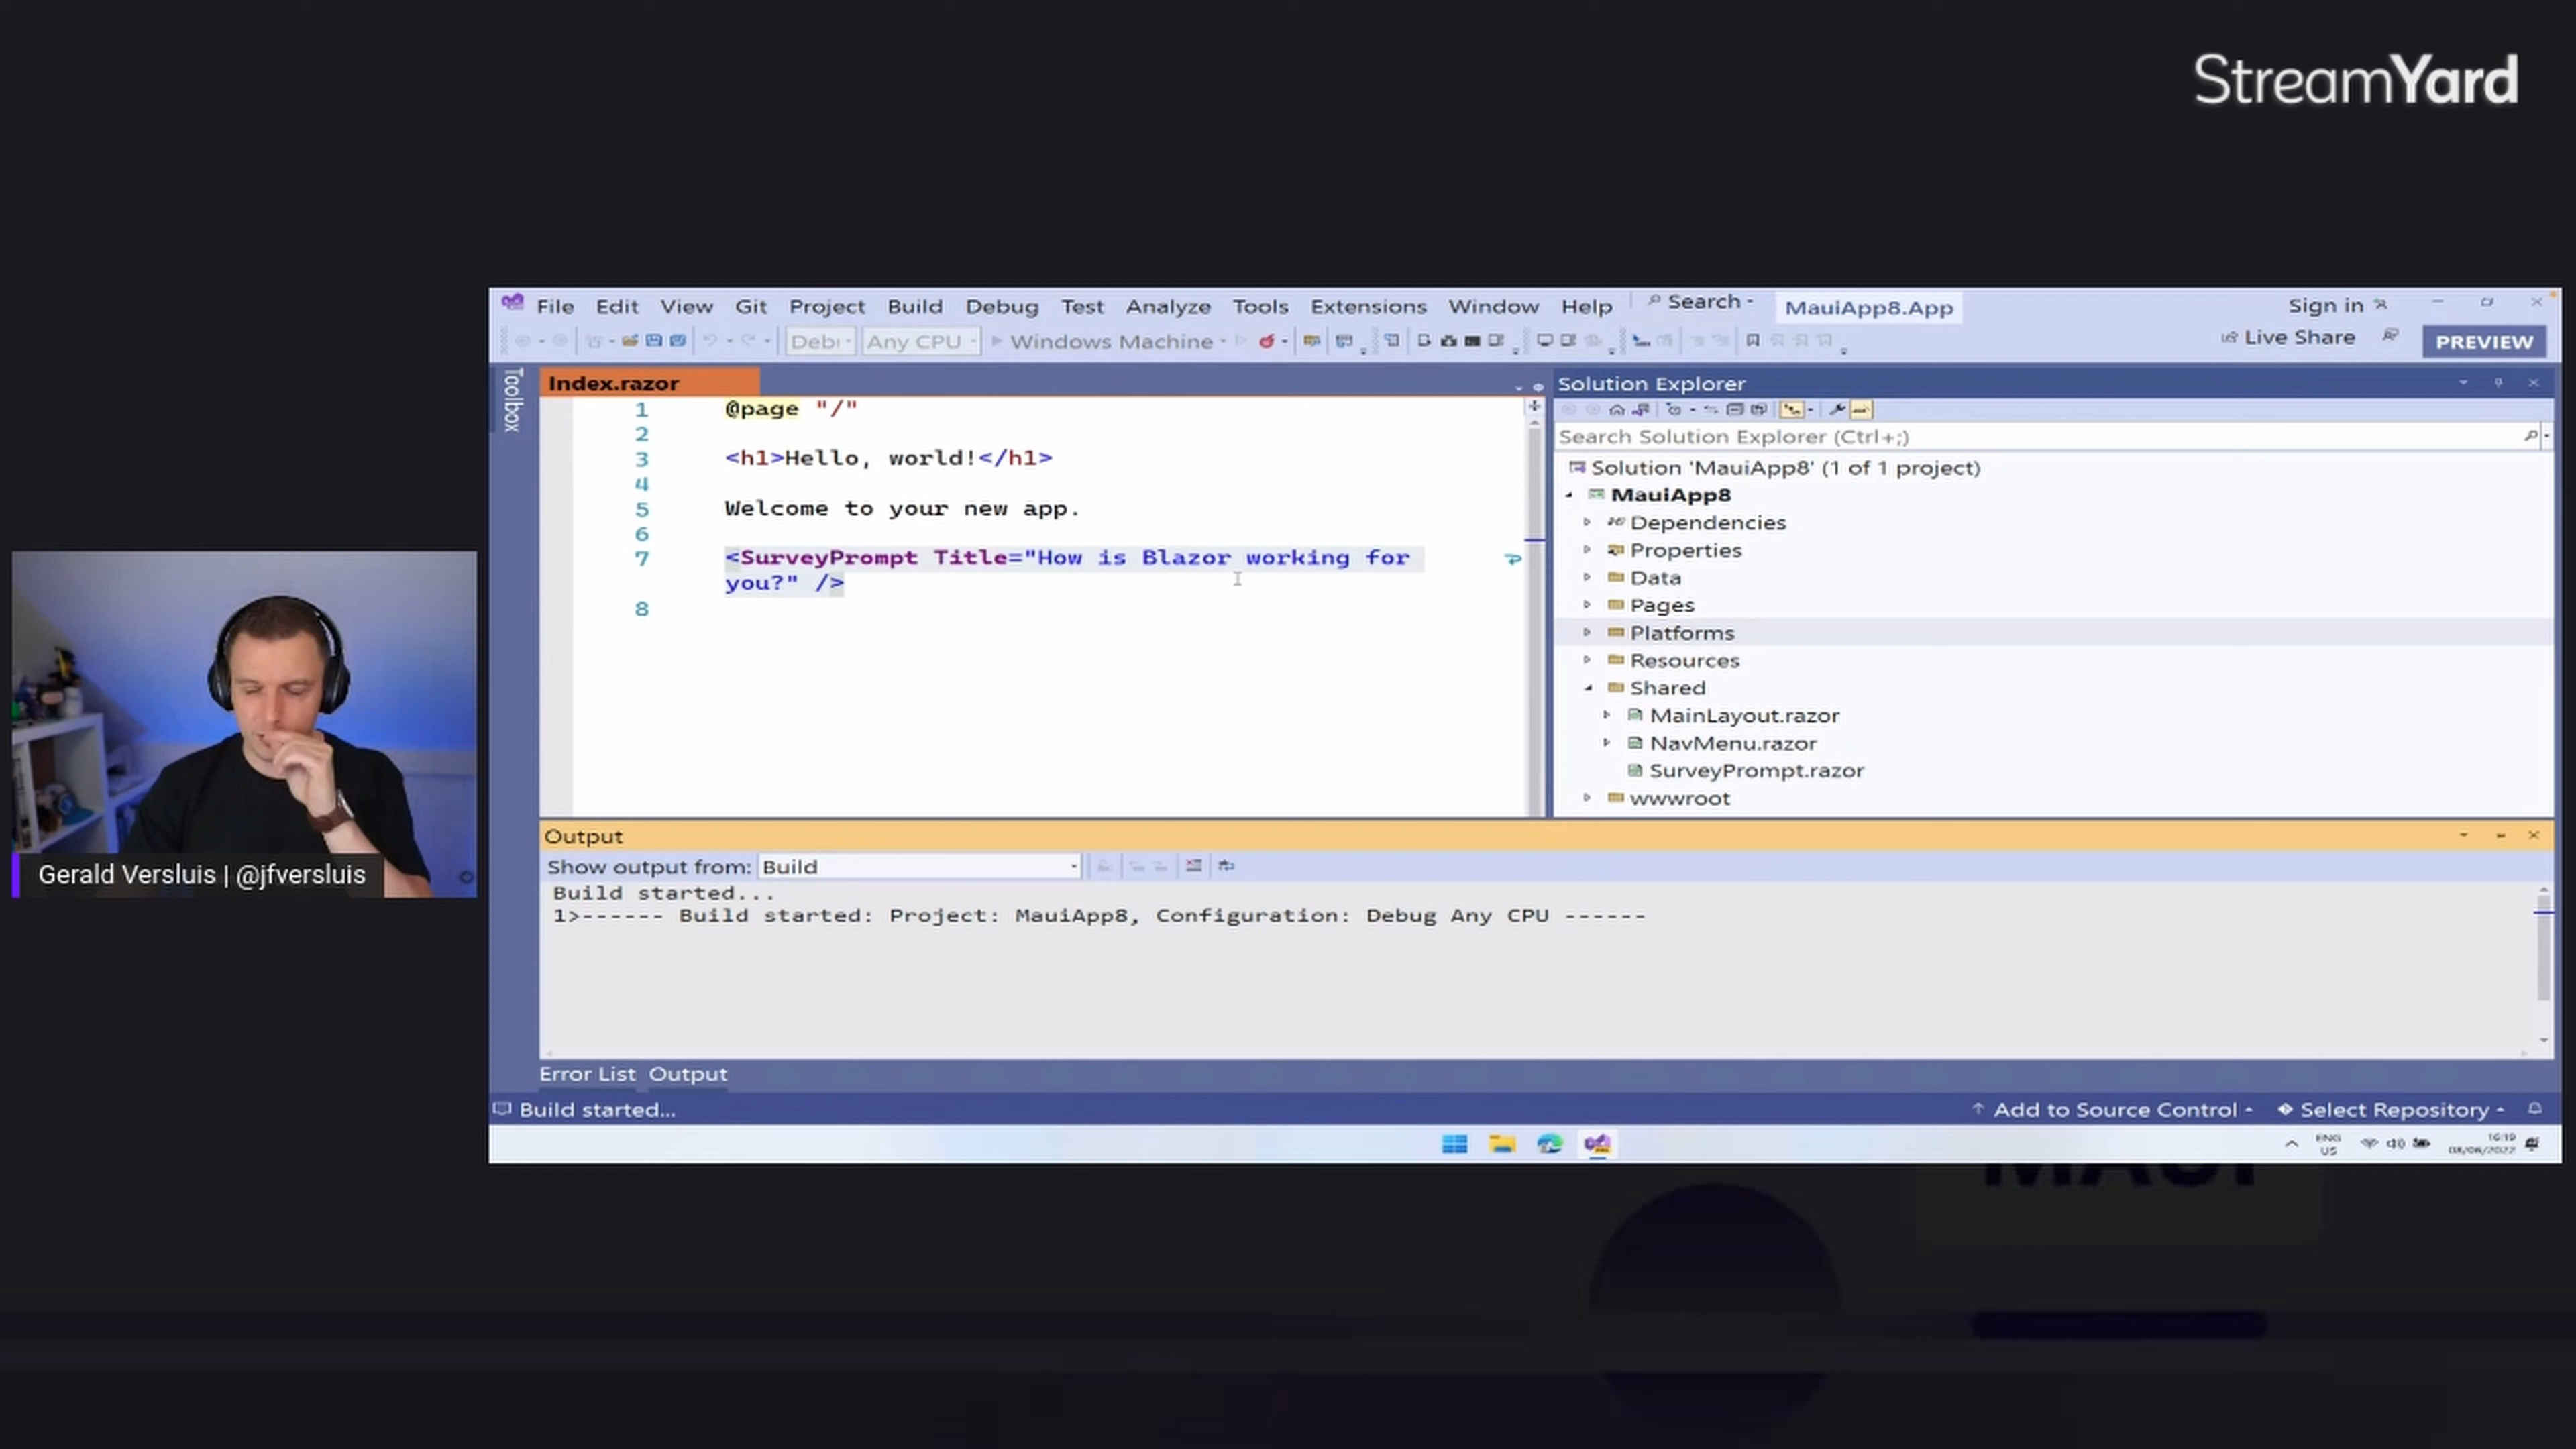 StreamYard
File Edit View Git Project Build Debug Test Analyze Tools Extensions Window Help Search MauiApp8.App Sign in
Any CPU Windows Machine Live Share PREVIEW
Toolbox
Index.razor
1 @page "/"
2
3 <h1>Hello, world!</h1>
4
5 Welcome to your new app.
6
7 <SurveyPrompt Title="How is Blazor working for
you?" />
8
Solution Explorer
Search Solution Explorer (Ctrl+;)
Solution 'MauiApp8' (1 of 1 project)
MauiApp8
Dependencies
Properties
Data
Pages
Platforms
Resources
Shared
MainLayout.razor
NavMenu.razor
SurveyPrompt.razor
wwwroot
Gerald Versluis | @jfversluis
Output
Show output from: Build
Build started...
1>------ Build started: Project: MauiApp8, Configuration: Debug Any CPU ------
Error List Output
Build started...
Add to Source Control Select Repository
ENG
US
16:19
MAUI